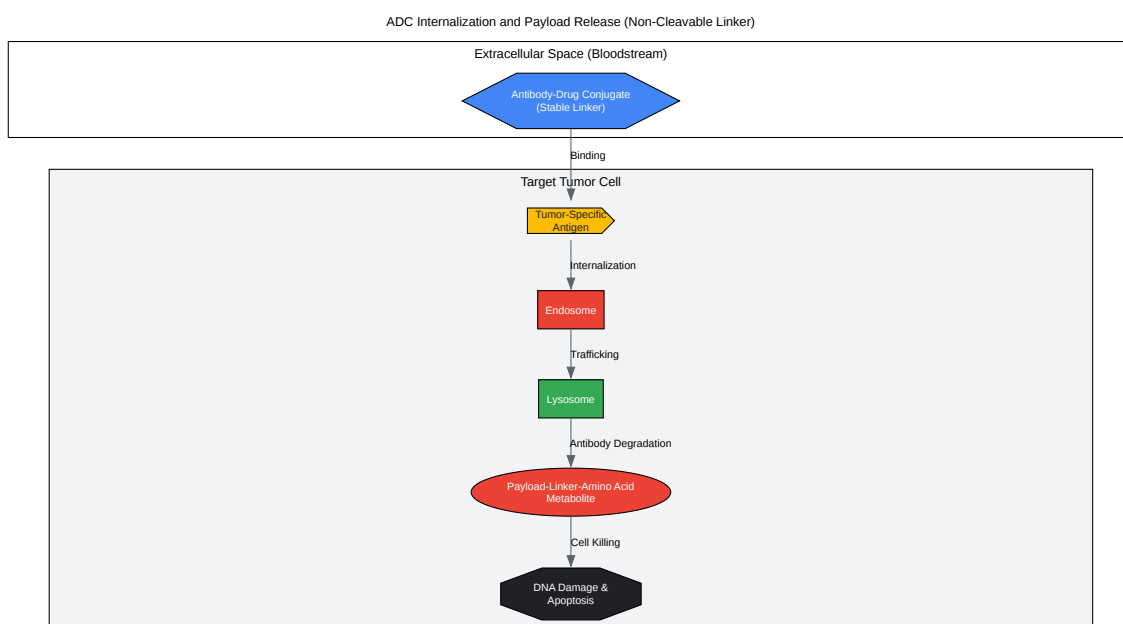 ADC Internalization and Payload Release (Non-Cleavable Linker)
Extracellular Space (Bloodstream)
Antibody-Drug Conjugate
(Stable Linker)
Binding
Target Tumor Cell
Tumor-Specific
Antigen
Internalization
Endosome
Trafficking
Lysosome
Antibody Degradation
Payload-Linker-Amino Acid
Metabolite
Cell Killing
DNA Damage &
Apoptosis